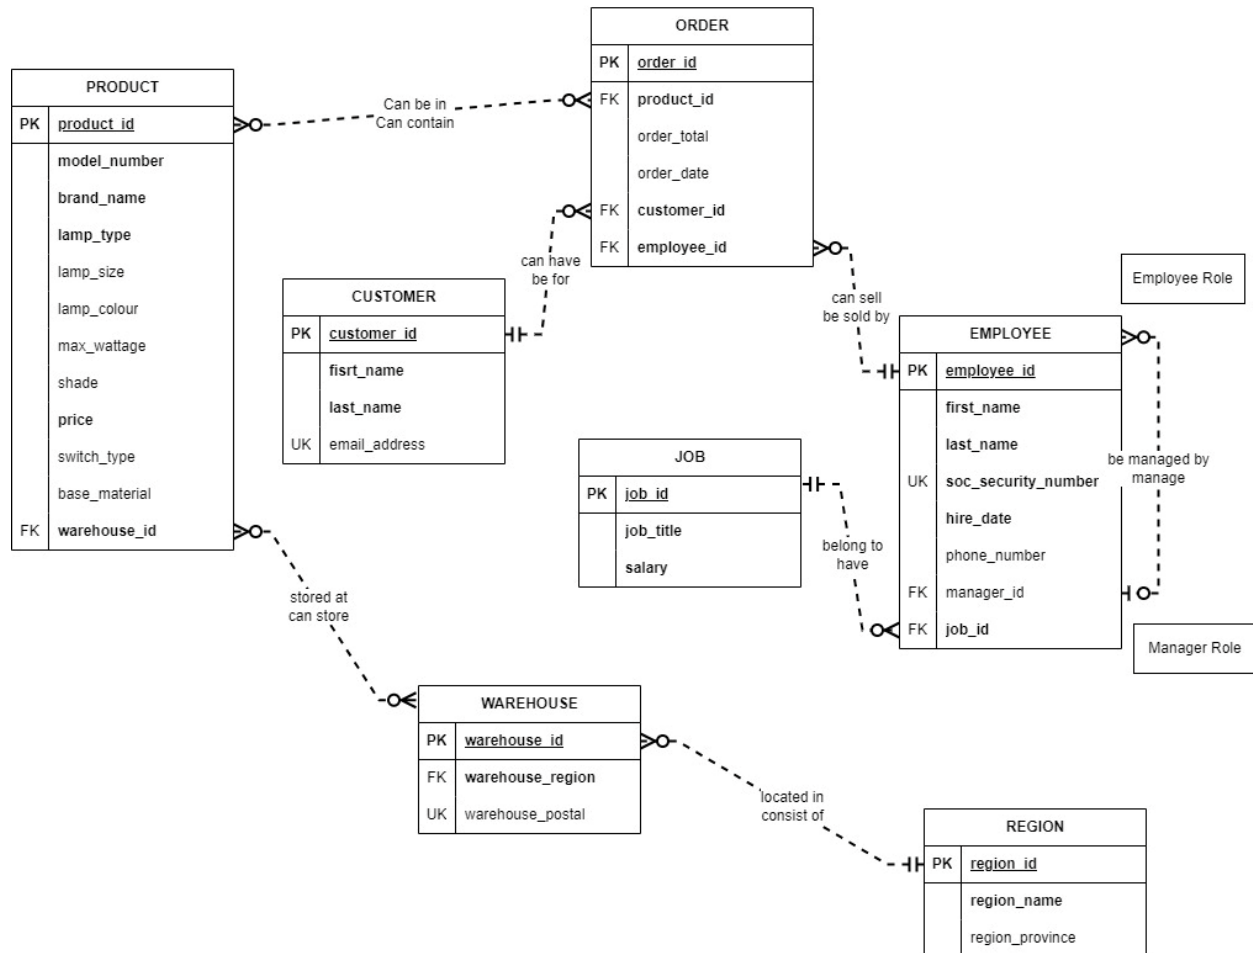 ORDER
PK order_id
FK product_id
order_total
order_date
FK customer_id
FK employee_id
PRODUCT
PK product_id
model_number
brand_name
lamp_type
lamp_size
lamp_colour
max_wattage
shade
price
switch_type
base_material
FK warehouse_id
Can be in
Can contain
can have
be for
CUSTOMER
PK customer_id
fisrt_name
last_name
UK email_address
can sell
be sold by
Employee Role
EMPLOYEE
PK employee_id
first_name
last_name
UK soc_security_number
hire_date
phone_number
FK manager_id
FK job_id
be managed by
manage
Manager Role
JOB
PK job_id
job_title
salary
belong to
have
stored at
can store
WAREHOUSE
PK warehouse_id
FK warehouse_region
UK warehouse_postal
located in
consist of
REGION
PK region_id
region_name
region_province